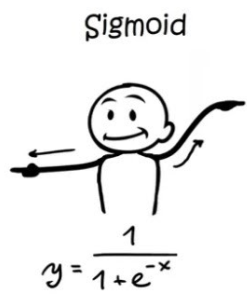 Sigmoid
y = 1 / (1 + e^-x)